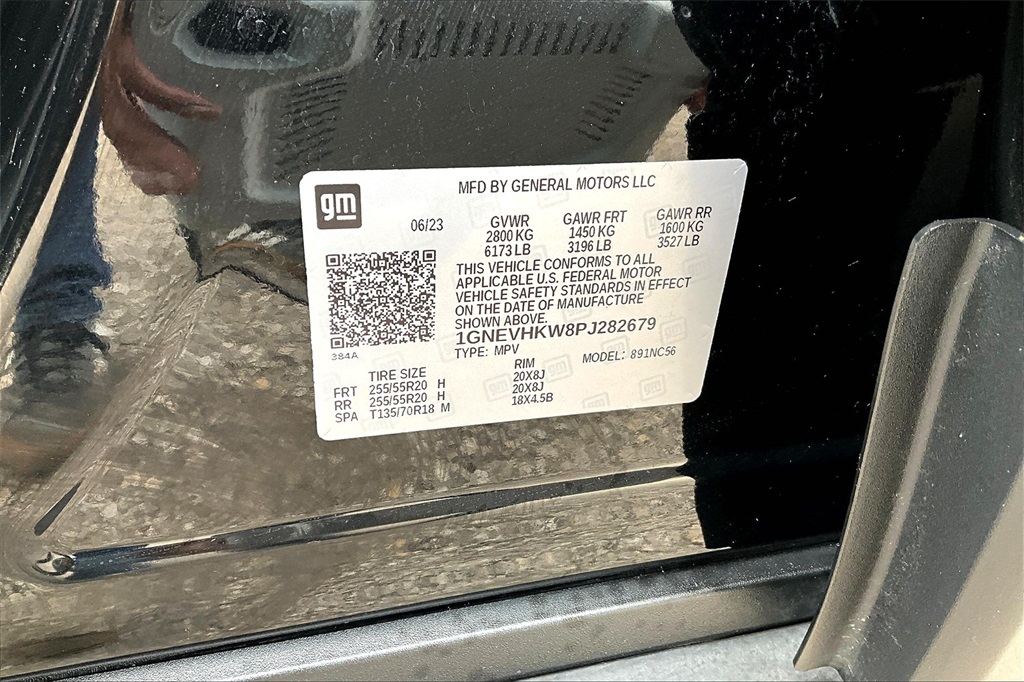 gm
MFD BY GENERAL MOTORS LLC
06/23 GVWR GAWR FRT GAWR RR
2800 KG 1450 KG 1600 KG
6173 LB 3196 LB 3527 LB
THIS VEHICLE CONFORMS TO ALL
APPLICABLE U.S. FEDERAL MOTOR
VEHICLE SAFETY STANDARDS IN EFFECT
ON THE DATE OF MANUFACTURE
SHOWN ABOVE.
1GNEVHKW8PJ282679
384A
TYPE: MPV MODEL: 891NC56
TIRE SIZE RIM
FRT 255/55R20 H 20X8J
RR 255/55R20 H 20X8J
SPA T135/70R18 M 18X4.5B